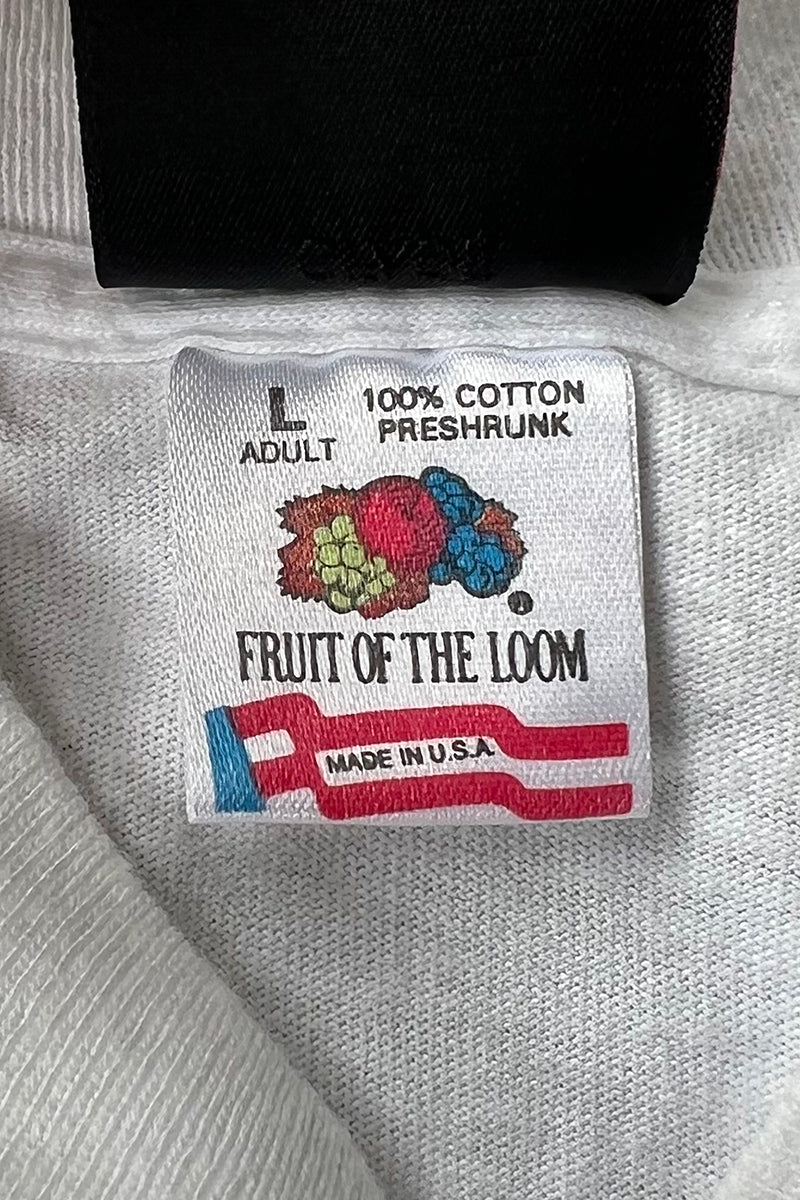 L
ADULT
100% COTTON
PRESHRUNK
FRUIT OF THE LOOM
MADE IN U.S.A.